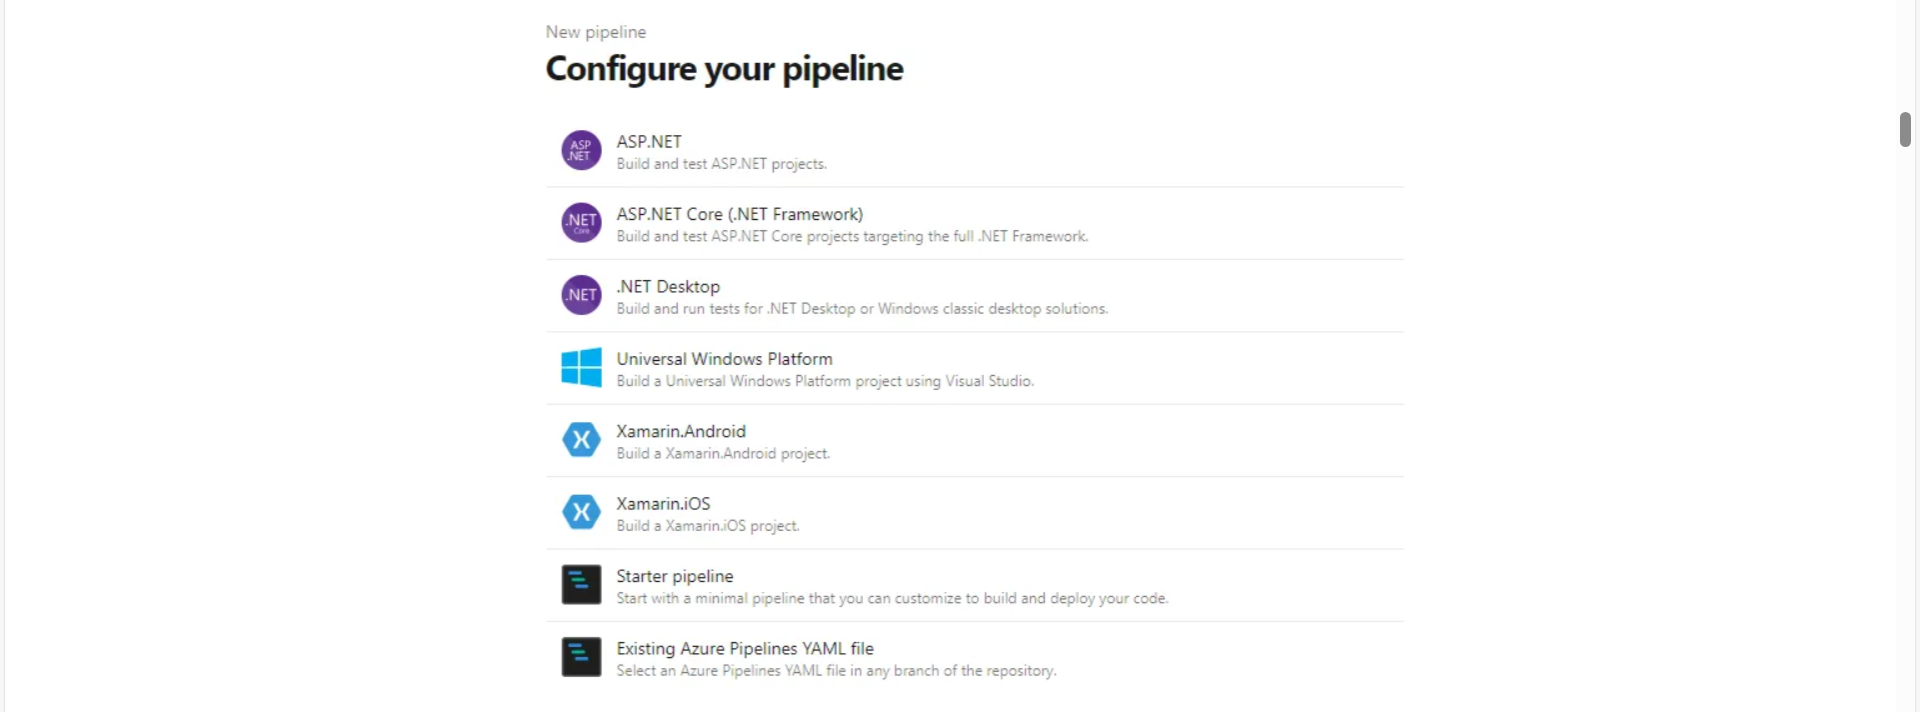 New pipeline
Configure your pipeline
ASP
.NET
ASP.NET
Build and test ASP.NET projects.
.NET
Core
ASP.NET Core (.NET Framework)
Build and test ASP.NET Core projects targeting the full .NET Framework.
.NET
.NET Desktop
Build and run tests for .NET Desktop or Windows classic desktop solutions.
Universal Windows Platform
Build a Universal Windows Platform project using Visual Studio.
Xamarin.Android
Build a Xamarin.Android project.
Xamarin.iOS
Build a Xamarin.iOS project.
Starter pipeline
Start with a minimal pipeline that you can customize to build and deploy your code.
Existing Azure Pipelines YAML file
Select an Azure Pipelines YAML file in any branch of the repository.